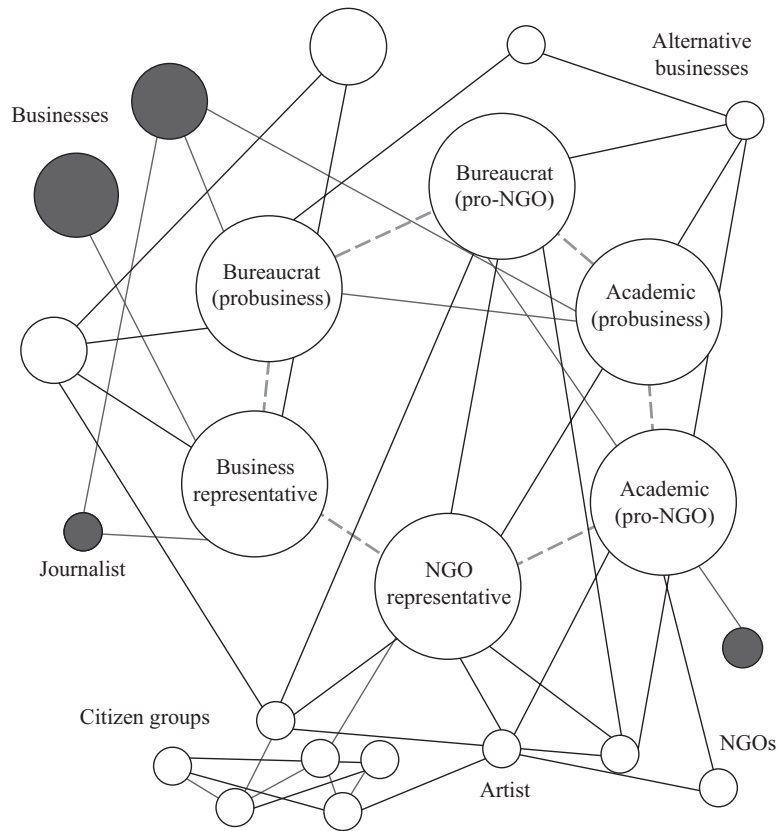 Alternative
businesses
Businesses
Bureaucrat
(pro-NGO)
Bureaucrat
(probusiness)
Academic
(probusiness)
Business
representative
Academic
(pro-NGO)
Journalist
NGO
representative
Citizen groups
NGOs
Artist